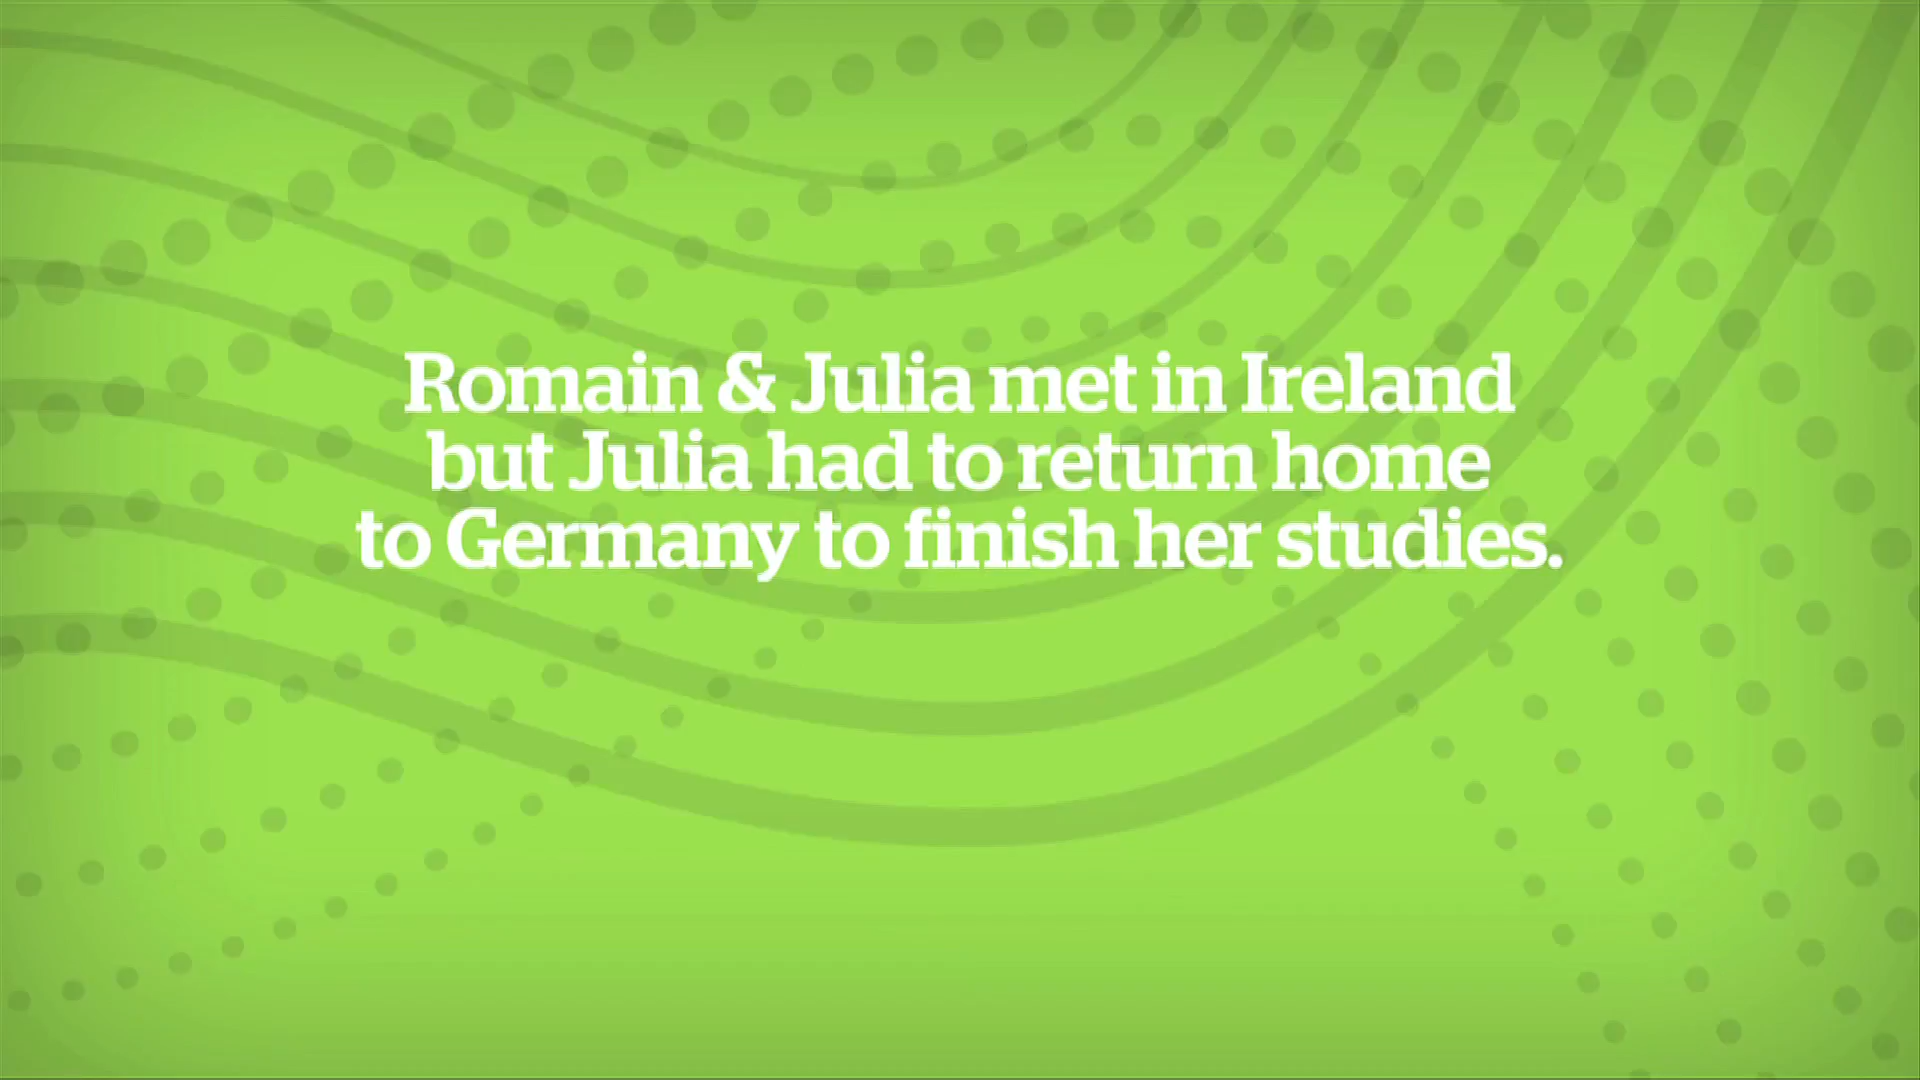 Romain & Julia met in Ireland
but Julia had to return home
to Germany to finish her studies.